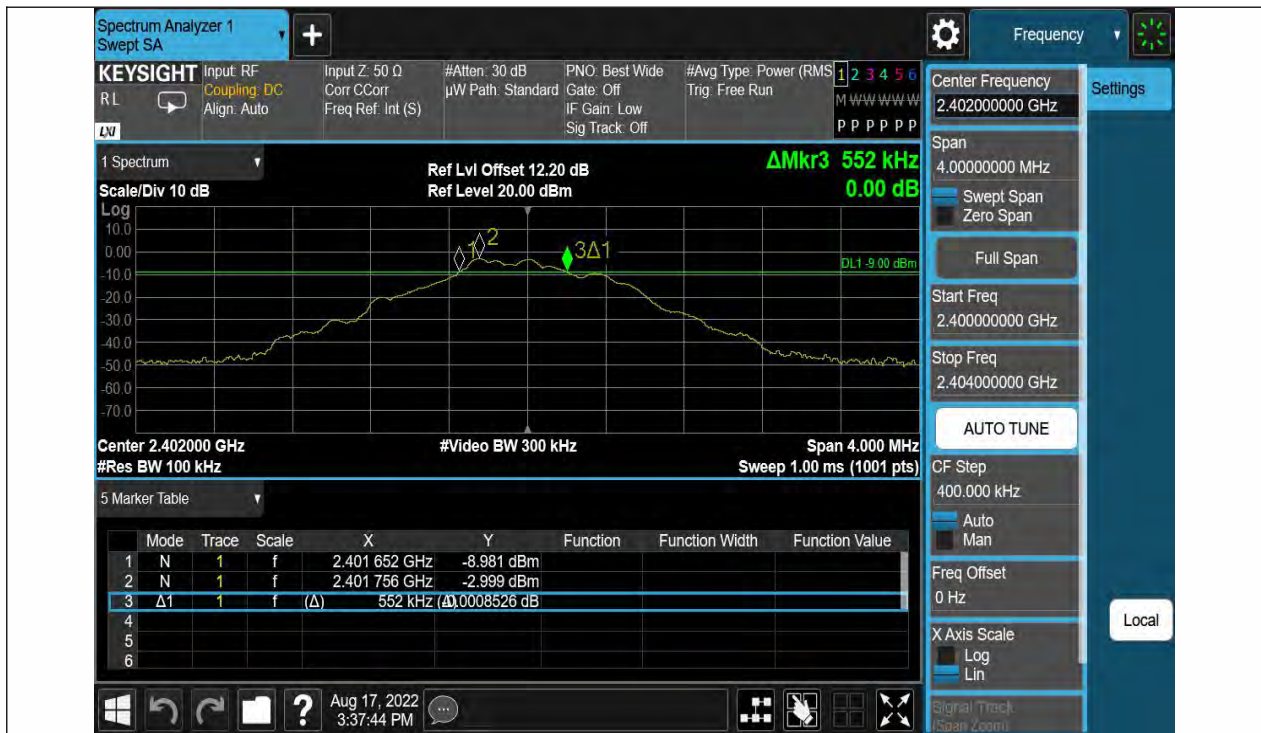 Spectrum Analyzer 1
Swept SA
+
Frequency
KEYSIGHT
R L
LXI
Input: RF
Coupling: DC
Align: Auto
Input Z: 50 Ω
Corr CCorr
Freq Ref: Int (S)
#Atten: 30 dB
µW Path: Standard
PNO: Best Wide
Gate: Off
IF Gain: Low
Sig Track: Off
#Avg Type: Power (RMS
Trig: Free Run
1 2 3 4 5 6
M W W W W W
P P P P P P
1 Spectrum
Scale/Div 10 dB
Ref Lvl Offset 12.20 dB
Ref Level 20.00 dBm
ΔMkr3 552 kHz
0.00 dB
Log
10.0
0.00
-10.0
-20.0
-30.0
-40.0
-50.0
-60.0
-70.0
1
2
3Δ1
DL1 -9.00 dBm
Center 2.402000 GHz
#Video BW 300 kHz
Span 4.000 MHz
#Res BW 100 kHz
Sweep 1.00 ms (1001 pts)
5 Marker Table
Mode Trace Scale X Y Function Function Width Function Value
1 N 1 f 2.401 652 GHz -8.981 dBm
2 N 1 f 2.401 756 GHz -2.999 dBm
3 Δ1 1 f (Δ) 552 kHz (Δ) 0.0008526 dB
4
5
6
?
Aug 17, 2022
3:37:44 PM
Center Frequency
2.402000000 GHz
Settings
Span
4.00000000 MHz
Swept Span
Zero Span
Full Span
Start Freq
2.400000000 GHz
Stop Freq
2.404000000 GHz
AUTO TUNE
CF Step
400.000 kHz
Auto
Man
Freq Offset
0 Hz
Local
X Axis Scale
Log
Lin
Signal Track
(Span Zoom)